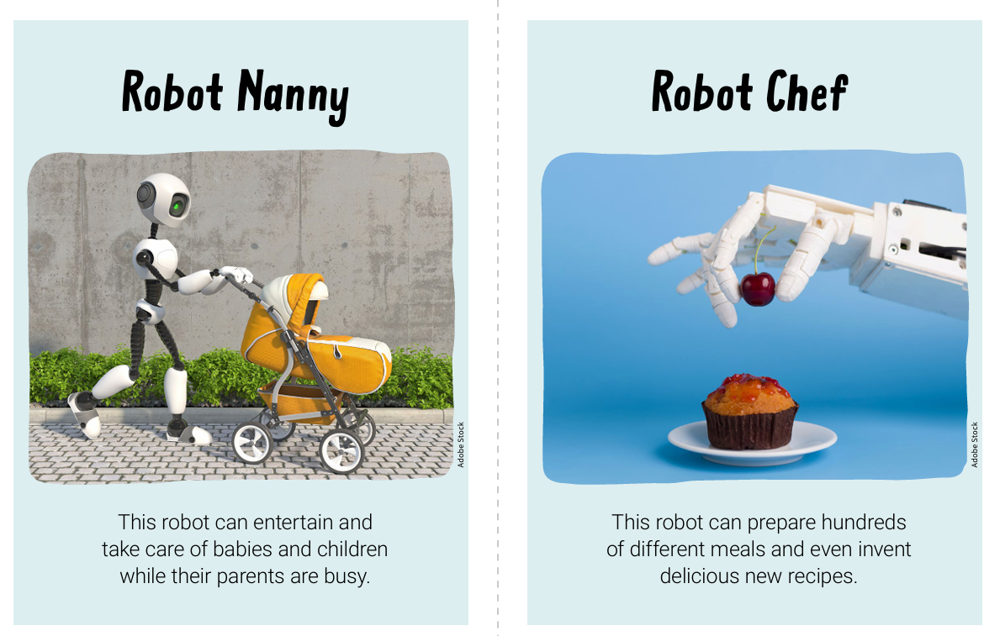 Robot Nanny
Adobe Stock
This robot can entertain and
take care of babies and children
while their parents are busy.
Robot Chef
Adobe Stock
This robot can prepare hundreds
of different meals and even invent
delicious new recipes.